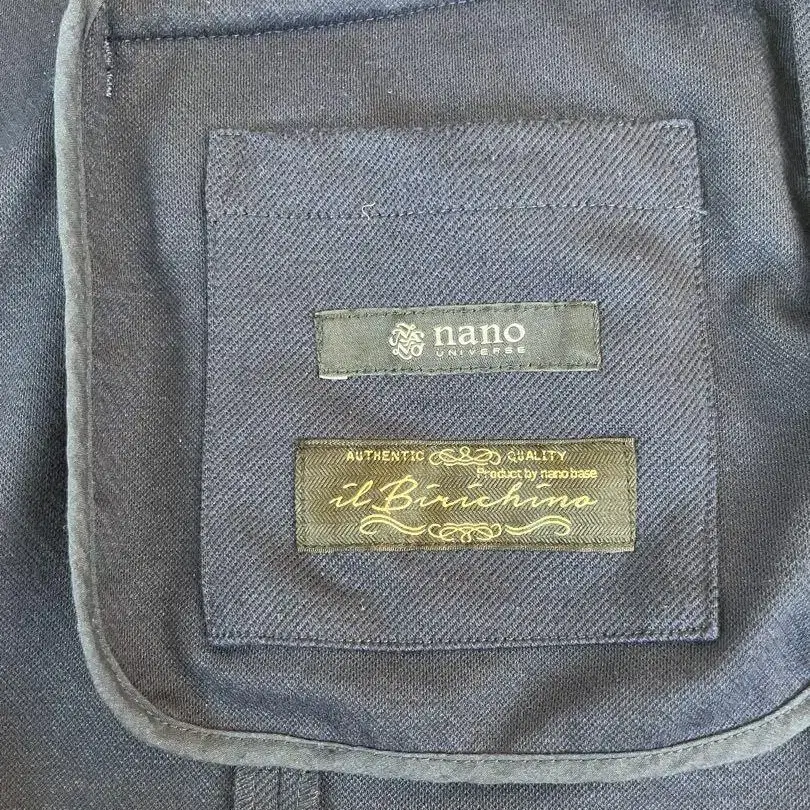 nano
UNIVERSE
AUTHENTIC QUALITY
Product by nano base
il Birichino